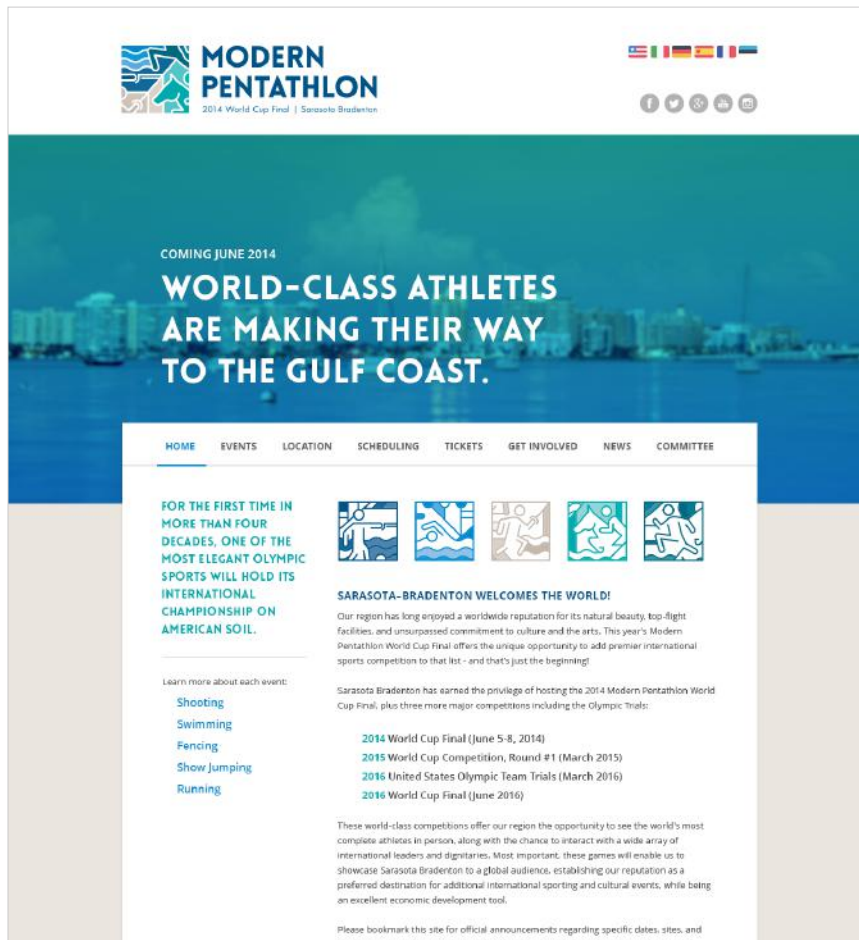 MODERN
PENTATHLON
2014 World Cup Final | Sarasota Bradenton
COMING JUNE 2014
WORLD-CLASS ATHLETES
ARE MAKING THEIR WAY
TO THE GULF COAST.
HOME EVENTS LOCATION SCHEDULING TICKETS GET INVOLVED NEWS COMMITTEE
FOR THE FIRST TIME IN
MORE THAN FOUR
DECADES, ONE OF THE
MOST ELEGANT OLYMPIC
SPORTS WILL HOLD ITS
INTERNATIONAL
CHAMPIONSHIP ON
AMERICAN SOIL.
Learn more about each event:
Shooting
Swimming
Fencing
Show Jumping
Running
SARASOTA-BRADENTON WELCOMES THE WORLD!
Our region has long enjoyed a worldwide reputation for its natural beauty, top-flight
facilities, and unsurpassed commitment to culture and the arts. This year's Modern
Pentathlon World Cup Final offers the unique opportunity to add premier international
sports competition to that list - and that's just the beginning!
Sarasota Bradenton has earned the privilege of hosting the 2014 Modern Pentathlon World
Cup Final, plus three more major competitions including the Olympic Trials:
2014 World Cup Final (June 5-8, 2014)
2015 World Cup Competition, Round #1 (March 2015)
2016 United States Olympic Team Trials (March 2016)
2016 World Cup Final (June 2016)
These world-class competitions offer our region the opportunity to see the world's most
complete athletes in person, along with the chance to interact with a wide array of
international leaders and dignitaries. Most important, these games will enable us to
showcase Sarasota Bradenton to a global audience, establishing our reputation as a
preferred destination for additional international sporting and cultural events, while being
an excellent economic development tool.
Please bookmark this site for official announcements regarding specific dates, sites, and